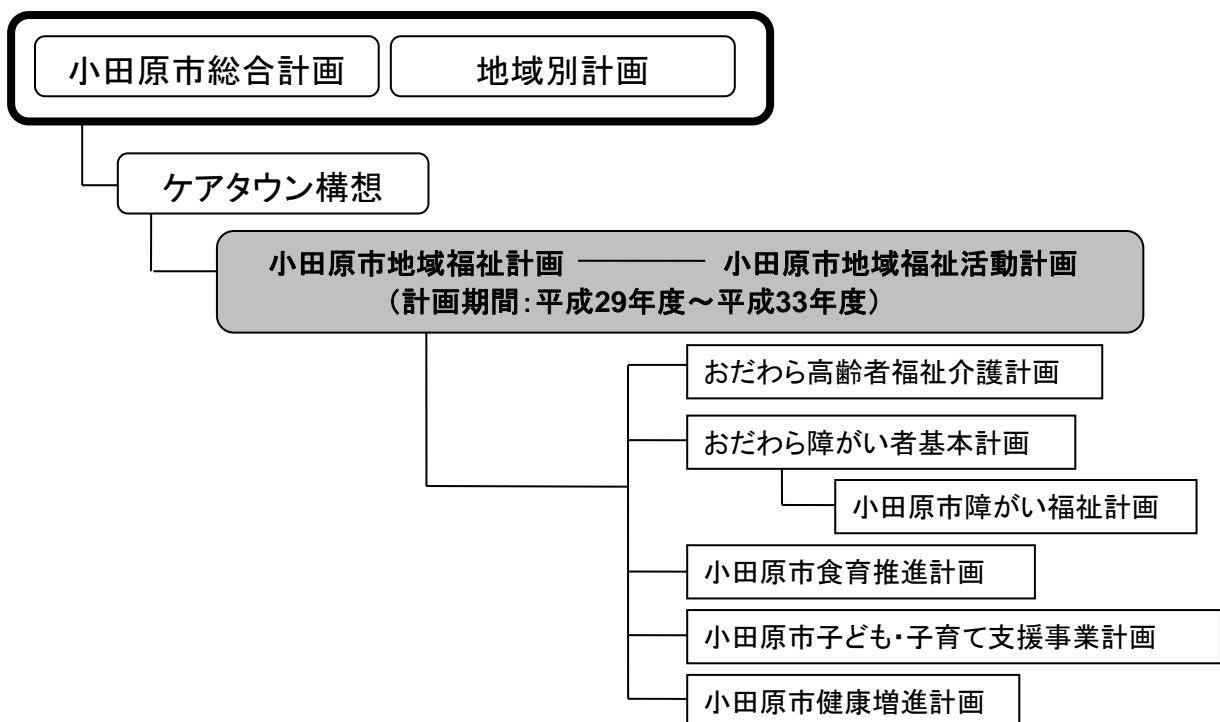 小田原市総合計画
地域別計画
ケアタウン構想
小田原市地域福祉計画 ――― 小田原市地域福祉活動計画
（計画期間：平成29年度～平成33年度）
おだわら高齢者福祉介護計画
おだわら障がい者基本計画
小田原市障がい福祉計画
小田原市食育推進計画
小田原市子ども・子育て支援事業計画
小田原市健康増進計画